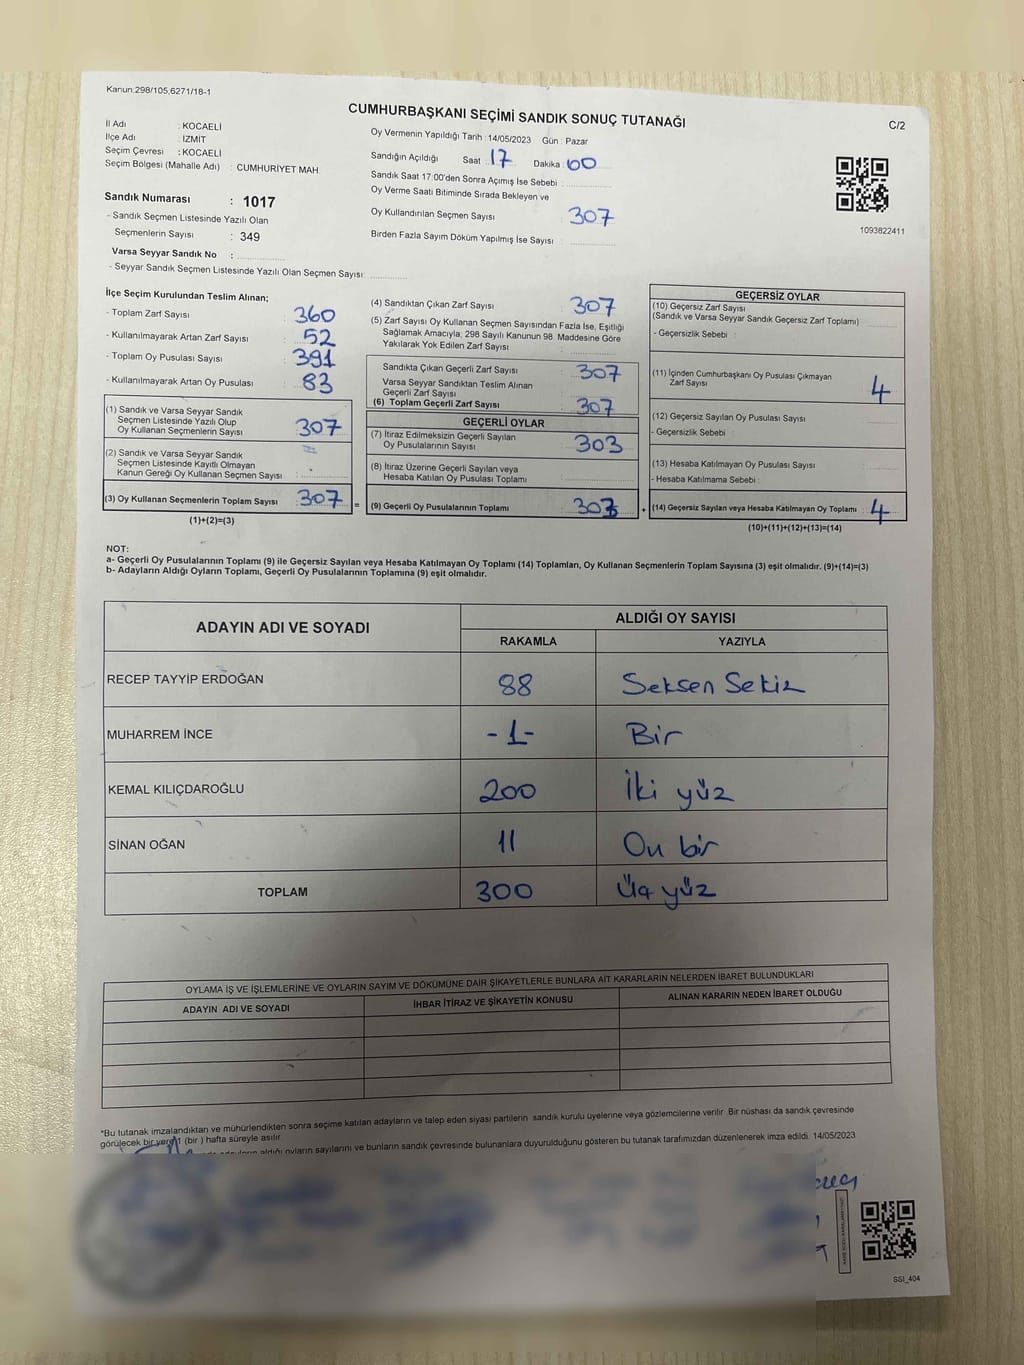 Kanun:298/105,6271/18-1
CUMHURBAŞKANI SEÇİMİ SANDIK SONUÇ TUTANAĞI
C/2
İl Adı : KOCAELİ
İlçe Adı : İZMİT
Seçim Çevresi : KOCAELİ
Seçim Bölgesi (Mahalle Adı) : CUMHURİYET MAH
Sandık Numarası : 1017
- Sandık Seçmen Listesinde Yazılı Olan
Seçmenlerin Sayısı : 349
Varsa Seyyar Sandık No :
- Seyyar Sandık Seçmen Listesinde Yazılı Olan Seçmen Sayısı:
Oy Vermenin Yapıldığı Tarih : 14/05/2023 Gün : Pazar
Sandığın Açıldığı Saat : 17 Dakika : 00
Sandık Saat 17:00'den Sonra Açımış İse Sebebi :
Oy Verme Saati Bitiminde Sırada Bekleyen ve
Oy Kullandırılan Seçmen Sayısı : 307
Birden Fazla Sayım Döküm Yapılmış İse Sayısı :
1093822411
İlçe Seçim Kurulundan Teslim Alınan;
- Toplam Zarf Sayısı : 360
- Kullanılmayarak Artan Zarf Sayısı : 52
- Toplam Oy Pusulası Sayısı : 391
- Kullanılmayarak Artan Oy Pusulası : 83
(1) Sandık ve Varsa Seyyar Sandık
Seçmen Listesinde Yazılı Olup
Oy Kullanan Seçmenlerin Sayısı : 307
(2) Sandık ve Varsa Seyyar Sandık
Seçmen Listesinde Kayıtlı Olmayan
Kanun Gereği Oy Kullanan Seçmen Sayısı :
(3) Oy Kullanan Seçmenlerin Toplam Sayısı : 307 =
(1)+(2)=(3)
(4) Sandıktan Çıkan Zarf Sayısı : 307
(5) Zarf Sayısı Oy Kullanan Seçmen Sayısından Fazla İse, Eşitliği
Sağlamak Amacıyla; 298 Sayılı Kanunun 98. Maddesine Göre
Yakılarak Yok Edilen Zarf Sayısı :
Sandıkta Çıkan Geçerli Zarf Sayısı : 307
Varsa Seyyar Sandıktan Teslim Alınan
Geçerli Zarf Sayısı :
(6) Toplam Geçerli Zarf Sayısı : 307
GEÇERLİ OYLAR
(7) İtiraz Edilmeksizin Geçerli Sayılan
Oy Pusulalarının Sayısı : 303
(8) İtiraz Üzerine Geçerli Sayılan veya
Hesaba Katılan Oy Pusulası Toplamı :
(9) Geçerli Oy Pusulalarının Toplamı : 303 +
GEÇERSİZ OYLAR
(10) Geçersiz Zarf Sayısı
(Sandık ve Varsa Seyyar Sandık Geçersiz Zarf Toplamı) :
- Geçersizlik Sebebi :
(11) İçinden Cumhurbaşkanı Oy Pusulası Çıkmayan
Zarf Sayısı : 4
(12) Geçersiz Sayılan Oy Pusulası Sayısı :
- Geçersizlik Sebebi :
(13) Hesaba Katılmayan Oy Pusulası Sayısı :
- Hesaba Katılmama Sebebi :
(14) Geçersiz Sayılan veya Hesaba Katılmayan Oy Toplamı : 4
(10)+(11)+(12)+(13)=(14)
NOT:
a- Geçerli Oy Pusulalarının Toplamı (9) ile Geçersiz Sayılan veya Hesaba Katılmayan Oy Toplamı (14) Toplamları, Oy Kullanan Seçmenlerin Toplam Sayısına (3) eşit olmalıdır. (9)+(14)=(3)
b- Adayların Aldığı Oyların Toplamı, Geçerli Oy Pusulalarının Toplamına (9) eşit olmalıdır.
ADAYIN ADI VE SOYADI
ALDIĞI OY SAYISI
RAKAMLA YAZIYLA
RECEP TAYYİP ERDOĞAN 88 Seksen Sekiz
MUHARREM İNCE -1- Bir
KEMAL KILIÇDAROĞLU 200 İki yüz
SİNAN OĞAN 11 On bir
TOPLAM 300 Üç yüz
OYLAMA İŞ VE İŞLEMLERİNE VE OYLARIN SAYIM VE DÖKÜMÜNE DAİR ŞİKAYETLERLE BUNLARA AİT KARARLARIN NELERDEN İBARET BULUNDUKLARI
ADAYIN ADI VE SOYADI İHBAR İTİRAZ VE ŞİKAYETİN KONUSU ALINAN KARARIN NEDEN İBARET OLDUĞU
*Bu tutanak imzalandıktan ve mühürlendikten sonra seçime katılan adayların ve talep eden siyasi partilerin sandık kurulu üyelerine veya gözlemcilerine verilir. Bir nüshası da sandık çevresinde
görülecek bir yere 1 (bir ) hafta süreyle asılır.
aldığı oyların sayılarını ve bunların sandık çevresinde bulunanlara duyurulduğunu gösteren bu tutanak tarafımızdan düzenlenerek imza edildi. 14/05/2023
SSI_404